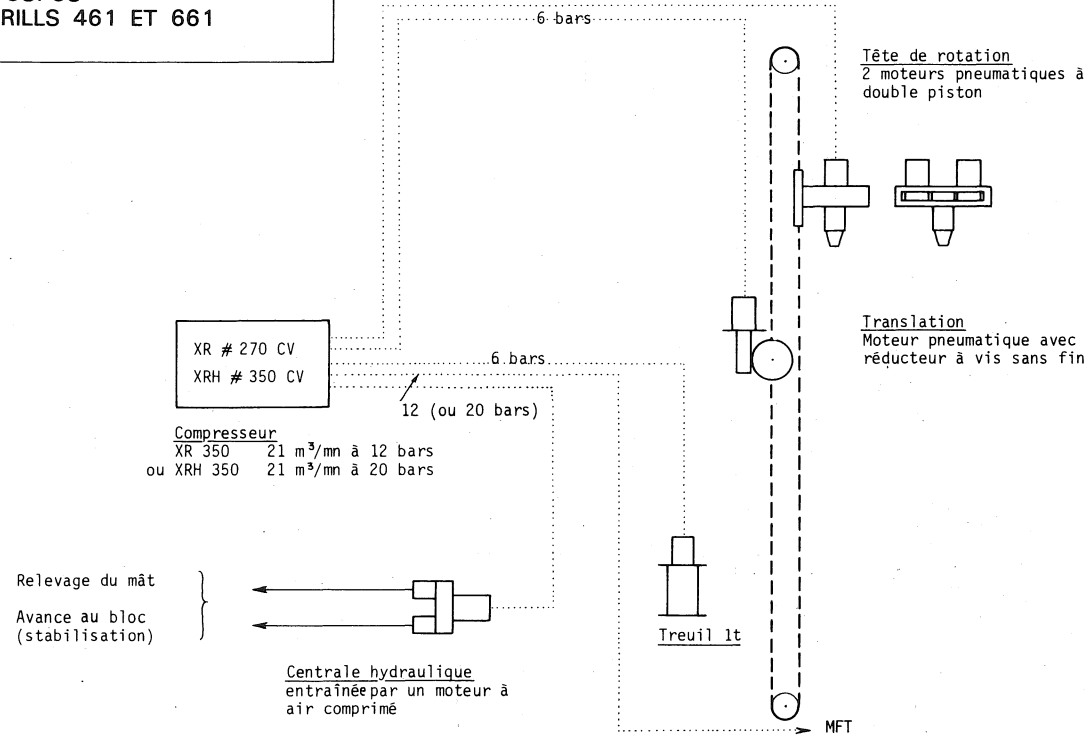 RILLS 461 ET 661
6 bars
Tête de rotation
2 moteurs pneumatiques à
double piston
Translation
Moteur pneumatique avec
réducteur à vis sans fin
XR # 270 CV
XRH # 350 CV
6 bars
12 (ou 20 bars)
Compresseur
XR 350 21 m³/mn à 12 bars
ou XRH 350 21 m³/mn à 20 bars
Relevage du mât
Avance au bloc
(stabilisation)
Treuil 1t
Centrale hydraulique
entraînée par un moteur à
air comprimé
MFT